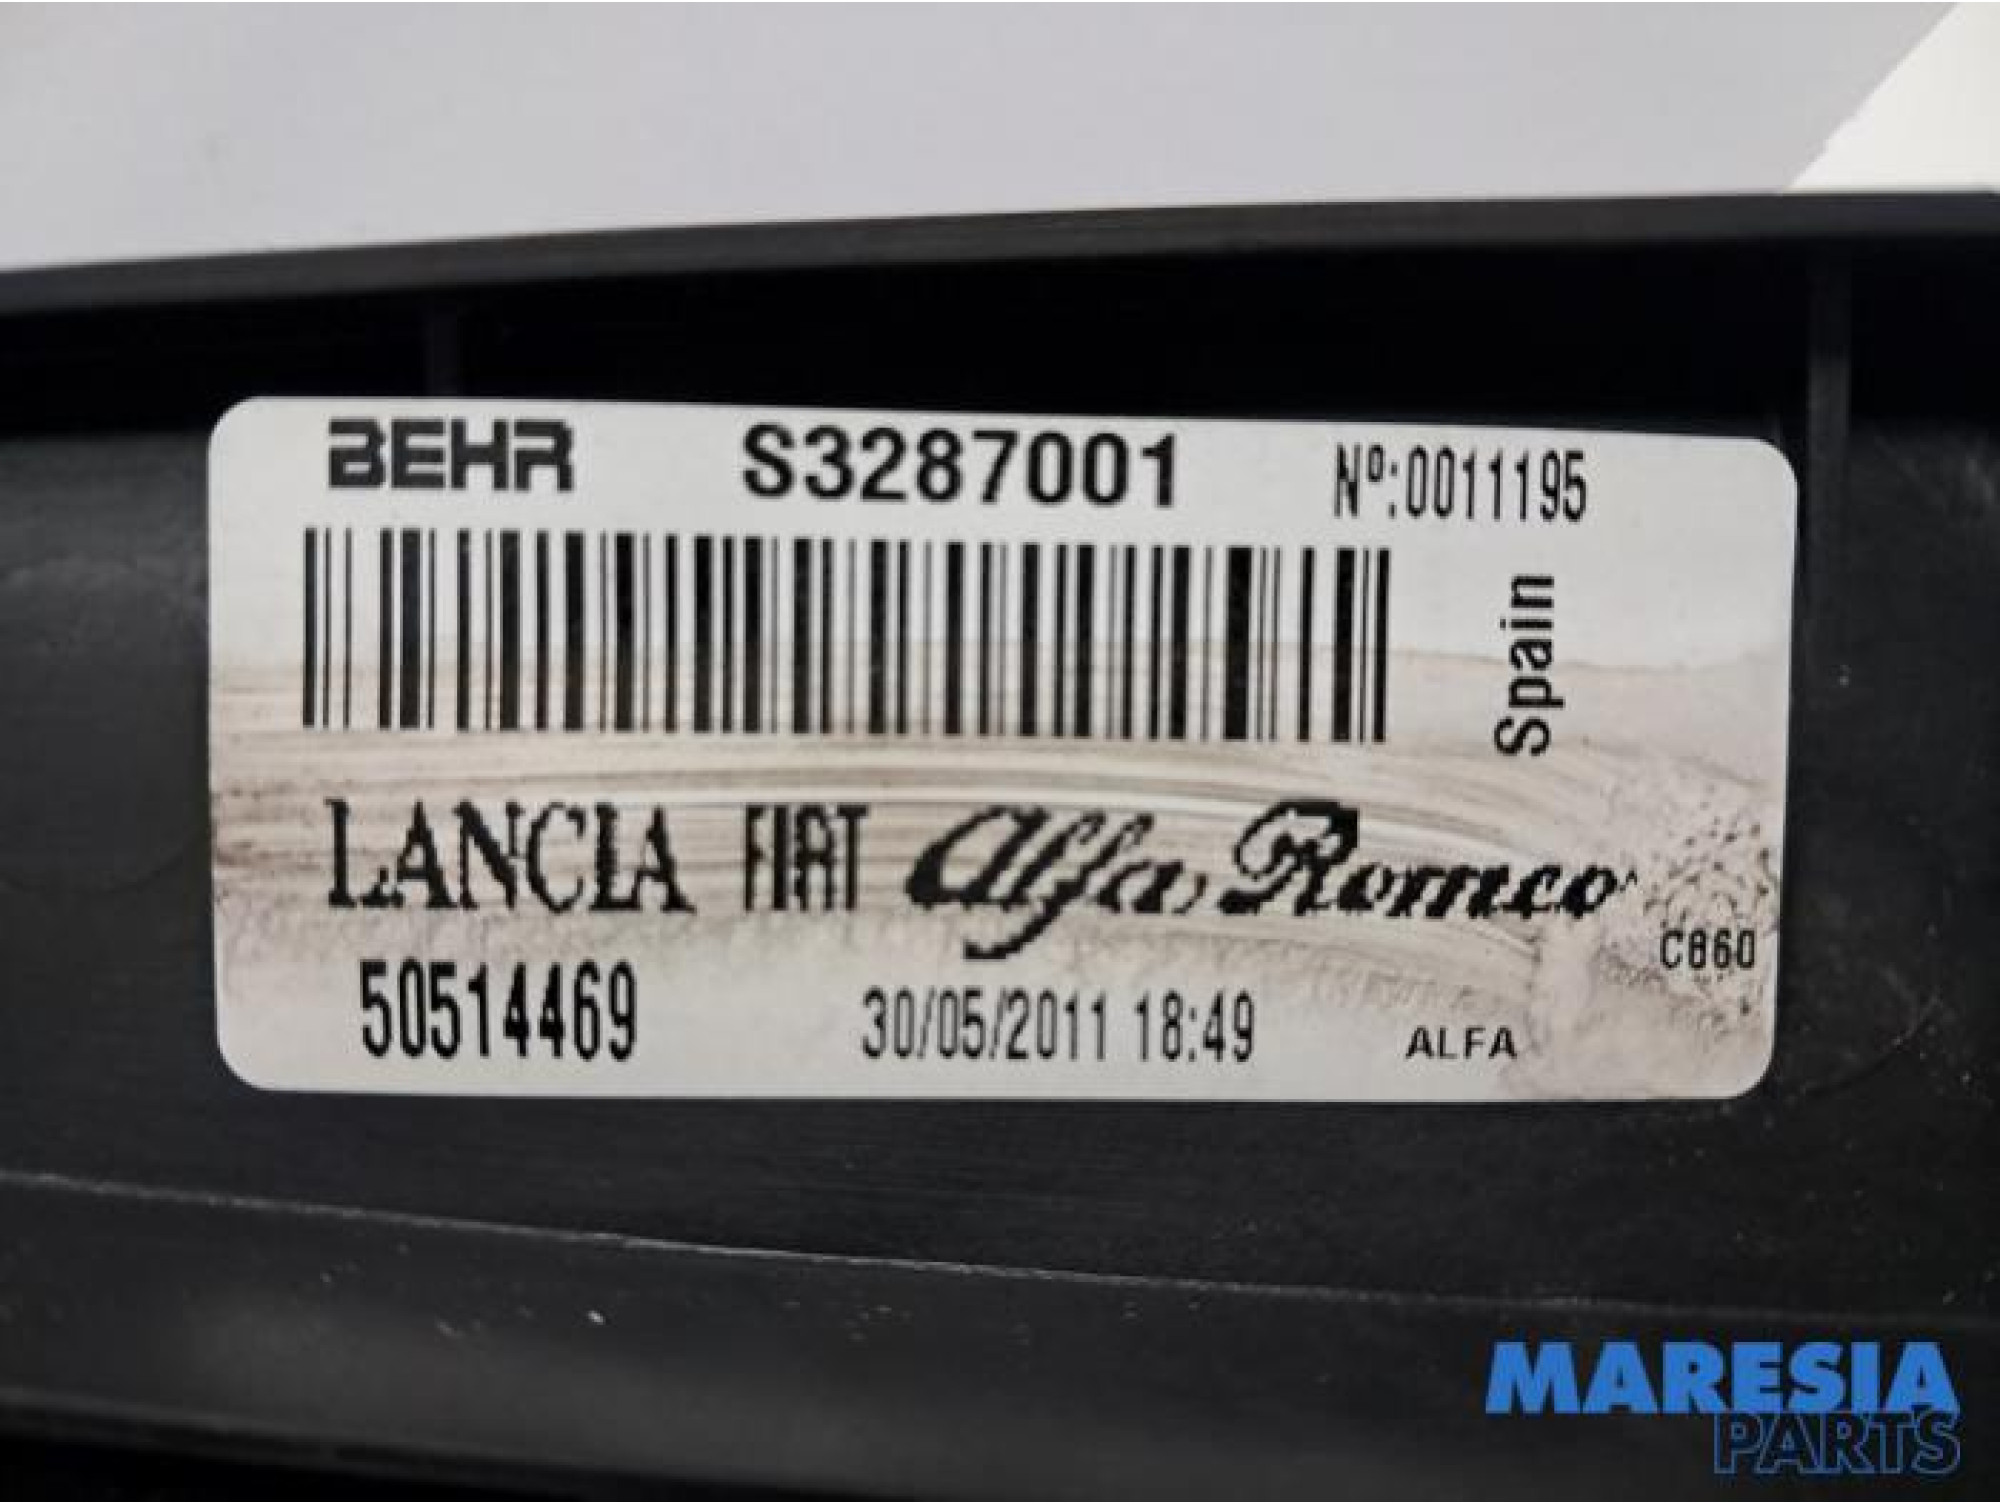 BEHR S3287001 Nº:0011195
Spain
LANCIA FIAT Alfa Romeo
C860
50514469 30/05/2011 18:49 ALFA
MARESIA
PARTS